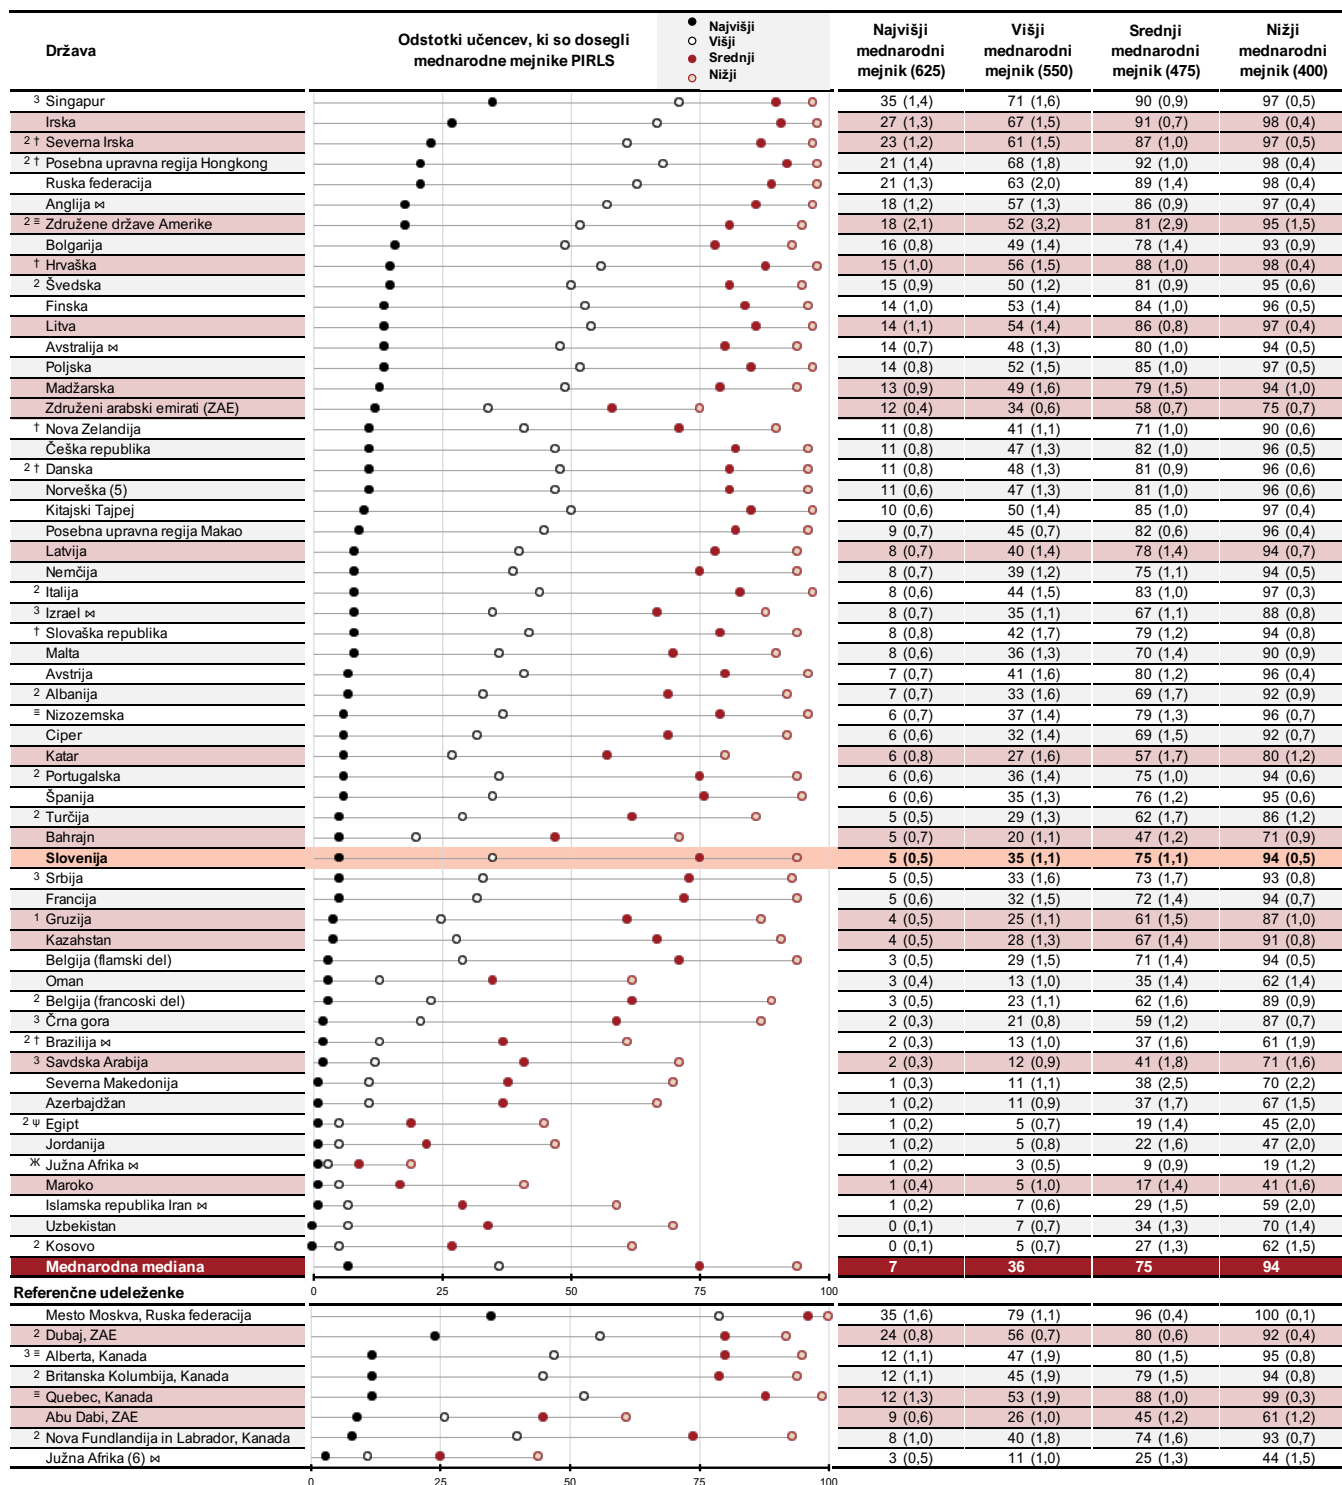 Država
Odstotki učencev, ki so dosegli
mednarodne mejnike PIRLS
Najvišji
Višji
Srednji
Nižji
Najvišji mednarodni mejnik (625)
Višji mednarodni mejnik (550)
Srednji mednarodni mejnik (475)
Nižji mednarodni mejnik (400)
3 Singapur 35 (1,4) 71 (1,6) 90 (0,9) 97 (0,5)
Irska 27 (1,3) 67 (1,5) 91 (0,7) 98 (0,4)
2 † Severna Irska 23 (1,2) 61 (1,5) 87 (1,0) 97 (0,5)
2 † Posebna upravna regija Hongkong 21 (1,4) 68 (1,8) 92 (1,0) 98 (0,4)
Ruska federacija 21 (1,3) 63 (2,0) 89 (1,4) 98 (0,4)
Anglija ⋈ 18 (1,2) 57 (1,3) 86 (0,9) 97 (0,4)
2 ≡ Združene države Amerike 18 (2,1) 52 (3,2) 81 (2,9) 95 (1,5)
Bolgarija 16 (0,8) 49 (1,4) 78 (1,4) 93 (0,9)
† Hrvaška 15 (1,0) 56 (1,5) 88 (1,0) 98 (0,4)
2 Švedska 15 (0,9) 50 (1,2) 81 (0,9) 95 (0,6)
Finska 14 (1,0) 53 (1,4) 84 (1,0) 96 (0,5)
Litva 14 (1,1) 54 (1,4) 86 (0,8) 97 (0,4)
Avstralija ⋈ 14 (0,7) 48 (1,3) 80 (1,0) 94 (0,5)
Poljska 14 (0,8) 52 (1,5) 85 (1,0) 97 (0,5)
Madžarska 13 (0,9) 49 (1,6) 79 (1,5) 94 (1,0)
Združeni arabski emirati (ZAE) 12 (0,4) 34 (0,6) 58 (0,7) 75 (0,7)
† Nova Zelandija 11 (0,8) 41 (1,1) 71 (1,0) 90 (0,6)
Češka republika 11 (0,8) 47 (1,3) 82 (1,0) 96 (0,5)
2 † Danska 11 (0,8) 48 (1,3) 81 (0,9) 96 (0,6)
Norveška (5) 11 (0,6) 47 (1,3) 81 (1,0) 96 (0,6)
Kitajski Tajpej 10 (0,6) 50 (1,4) 85 (1,0) 97 (0,4)
Posebna upravna regija Makao 9 (0,7) 45 (0,7) 82 (0,6) 96 (0,4)
Latvija 8 (0,7) 40 (1,4) 78 (1,4) 94 (0,7)
Nemčija 8 (0,7) 39 (1,2) 75 (1,1) 94 (0,5)
2 Italija 8 (0,6) 44 (1,5) 83 (1,0) 97 (0,3)
3 Izrael ⋈ 8 (0,7) 35 (1,1) 67 (1,1) 88 (0,8)
† Slovaška republika 8 (0,8) 42 (1,7) 79 (1,2) 94 (0,8)
Malta 8 (0,6) 36 (1,3) 70 (1,4) 90 (0,9)
Avstrija 7 (0,7) 41 (1,6) 80 (1,2) 96 (0,4)
2 Albanija 7 (0,7) 33 (1,6) 69 (1,7) 92 (0,9)
≡ Nizozemska 6 (0,7) 37 (1,4) 79 (1,3) 96 (0,7)
Ciper 6 (0,6) 32 (1,4) 69 (1,5) 92 (0,7)
Katar 6 (0,8) 27 (1,6) 57 (1,7) 80 (1,2)
2 Portugalska 6 (0,6) 36 (1,4) 75 (1,0) 94 (0,6)
Španija 6 (0,6) 35 (1,3) 76 (1,2) 95 (0,6)
2 Turčija 5 (0,5) 29 (1,3) 62 (1,7) 86 (1,2)
Bahrajn 5 (0,7) 20 (1,1) 47 (1,2) 71 (0,9)
Slovenija 5 (0,5) 35 (1,1) 75 (1,1) 94 (0,5)
3 Srbija 5 (0,5) 33 (1,6) 73 (1,7) 93 (0,8)
Francija 5 (0,6) 32 (1,5) 72 (1,4) 94 (0,7)
1 Gruzija 4 (0,5) 25 (1,1) 61 (1,5) 87 (1,0)
Kazahstan 4 (0,5) 28 (1,3) 67 (1,4) 91 (0,8)
Belgija (flamski del) 3 (0,5) 29 (1,5) 71 (1,4) 94 (0,5)
Oman 3 (0,4) 13 (1,0) 35 (1,4) 62 (1,4)
2 Belgija (francoski del) 3 (0,5) 23 (1,1) 62 (1,6) 89 (0,9)
3 Črna gora 2 (0,3) 21 (0,8) 59 (1,2) 87 (0,7)
2 † Brazilija ⋈ 2 (0,3) 13 (1,0) 37 (1,6) 61 (1,9)
3 Savdska Arabija 2 (0,3) 12 (0,9) 41 (1,8) 71 (1,6)
Severna Makedonija 1 (0,3) 11 (1,1) 38 (2,5) 70 (2,2)
Azerbajdžan 1 (0,2) 11 (0,9) 37 (1,7) 67 (1,5)
2 ψ Egipt 1 (0,2) 5 (0,7) 19 (1,4) 45 (2,0)
Jordanija 1 (0,2) 5 (0,8) 22 (1,6) 47 (2,0)
Ж Južna Afrika ⋈ 1 (0,2) 3 (0,5) 9 (0,9) 19 (1,2)
Maroko 1 (0,4) 5 (1,0) 17 (1,4) 41 (1,6)
Islamska republika Iran ⋈ 1 (0,2) 7 (0,6) 29 (1,5) 59 (2,0)
Uzbekistan 0 (0,1) 7 (0,7) 34 (1,3) 70 (1,4)
2 Kosovo 0 (0,1) 5 (0,7) 27 (1,3) 62 (1,5)
Mednarodna mediana 7 36 75 94
0 25 50 75 100
Referenčne udeleženke
Mesto Moskva, Ruska federacija 35 (1,6) 79 (1,1) 96 (0,4) 100 (0,1)
2 Dubaj, ZAE 24 (0,8) 56 (0,7) 80 (0,6) 92 (0,4)
3 ≡ Alberta, Kanada 12 (1,1) 47 (1,9) 80 (1,5) 95 (0,8)
2 Britanska Kolumbija, Kanada 12 (1,1) 45 (1,9) 79 (1,5) 94 (0,8)
≡ Quebec, Kanada 12 (1,3) 53 (1,9) 88 (1,0) 99 (0,3)
Abu Dabi, ZAE 9 (0,6) 26 (1,0) 45 (1,2) 61 (1,2)
2 Nova Fundlandija in Labrador, Kanada 8 (1,0) 40 (1,8) 74 (1,6) 93 (0,7)
Južna Afrika (6) ⋈ 3 (0,5) 11 (1,0) 25 (1,3) 44 (1,5)
0 25 50 75 100